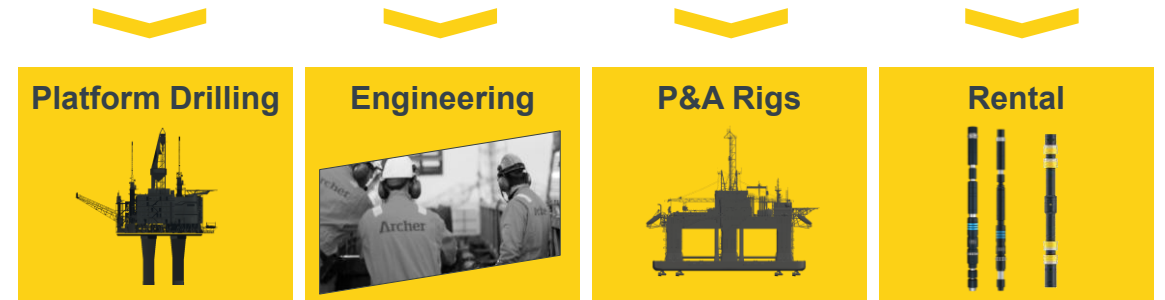 Platform Drilling
Engineering
P&A Rigs
Rental
Archer
Archer